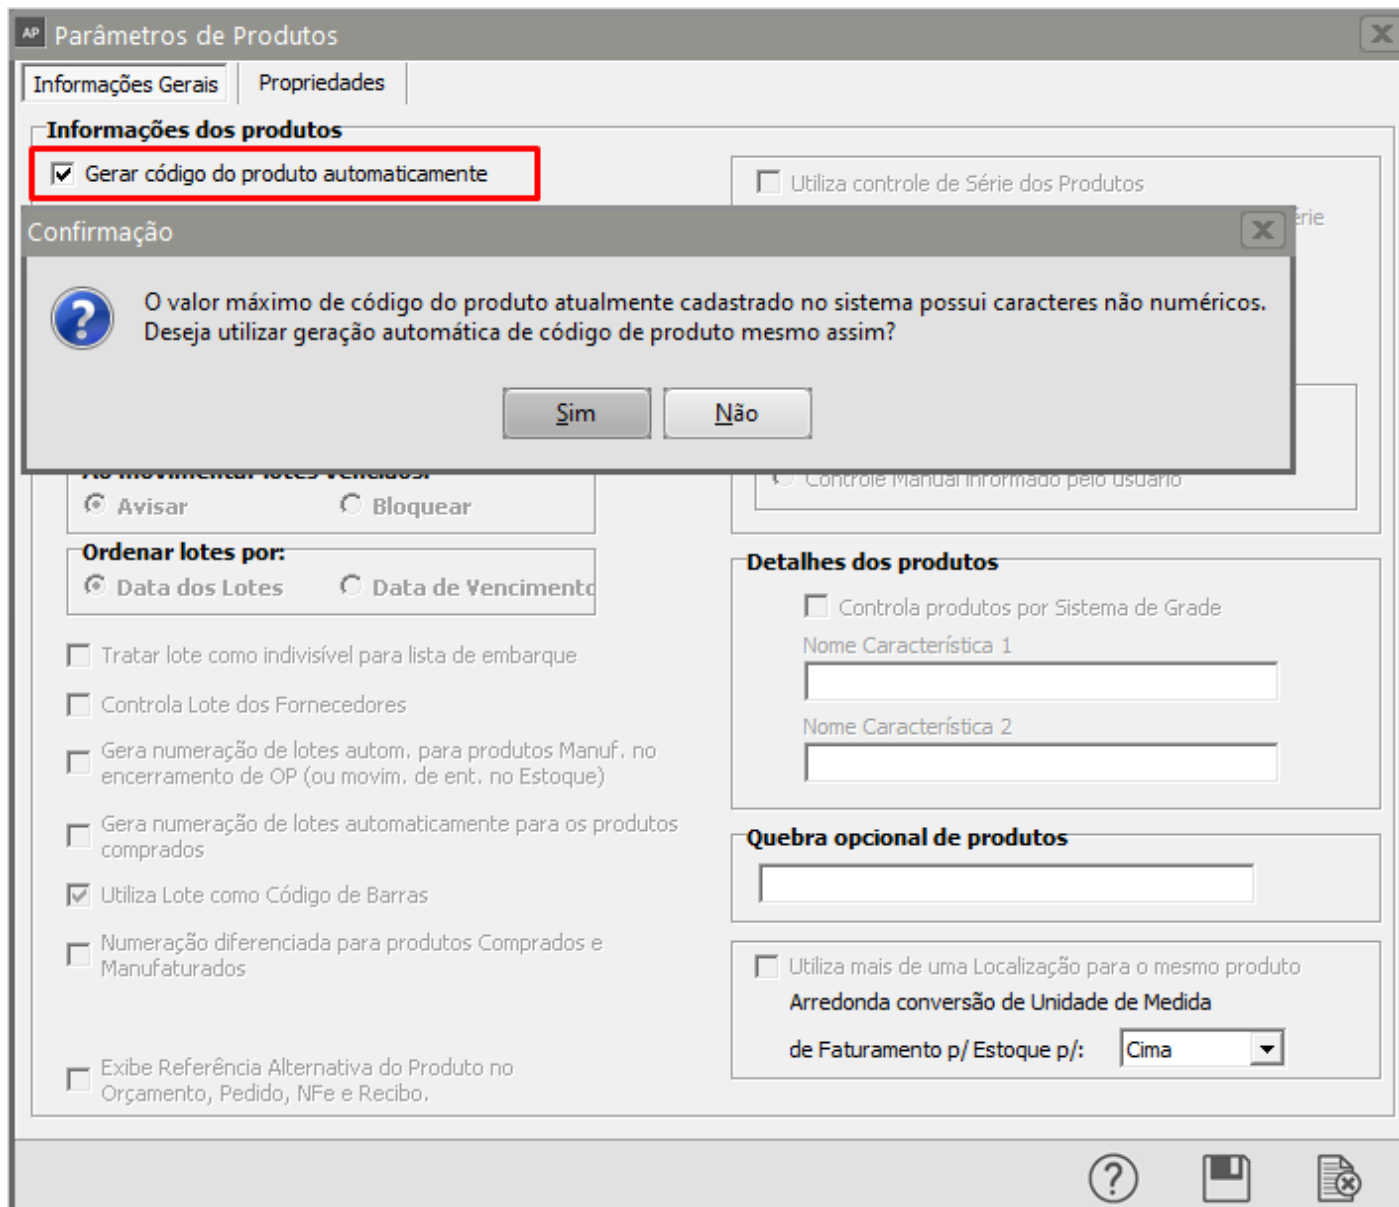 AP Parâmetros de Produtos
Informações Gerais Propriedades
Informações dos produtos
Gerar código do produto automaticamente
Utiliza controle de Série dos Produtos
érie
Confirmação
O valor máximo de código do produto atualmente cadastrado no sistema possui caracteres não numéricos.
Deseja utilizar geração automática de código de produto mesmo assim?
Sim Não
Ao movimentar lotes vencidos:
Avisar Bloquear
Controle Manual informado pelo usuário
Ordenar lotes por:
Data dos Lotes Data de Vencimento
Tratar lote como indivisível para lista de embarque
Controla Lote dos Fornecedores
Gera numeração de lotes autom. para produtos Manuf. no
encerramento de OP (ou movim. de ent. no Estoque)
Gera numeração de lotes automaticamente para os produtos
comprados
Utiliza Lote como Código de Barras
Numeração diferenciada para produtos Comprados e
Manufaturados
Exibe Referência Alternativa do Produto no
Orçamento, Pedido, NFe e Recibo.
Detalhes dos produtos
Controla produtos por Sistema de Grade
Nome Característica 1
Nome Característica 2
Quebra opcional de produtos
Utiliza mais de uma Localização para o mesmo produto
Arredonda conversão de Unidade de Medida
de Faturamento p/ Estoque p/: Cima